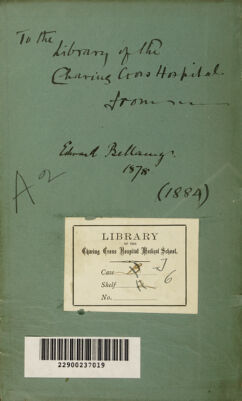 To the
Library of the
Charing Cross Hospital.
from
Edward Bellamy.
1878
(1884)
A 02
LIBRARY
OF THE
Charing Cross Hospital Medical School.
Case J
Shelf 6
No.
22900237019